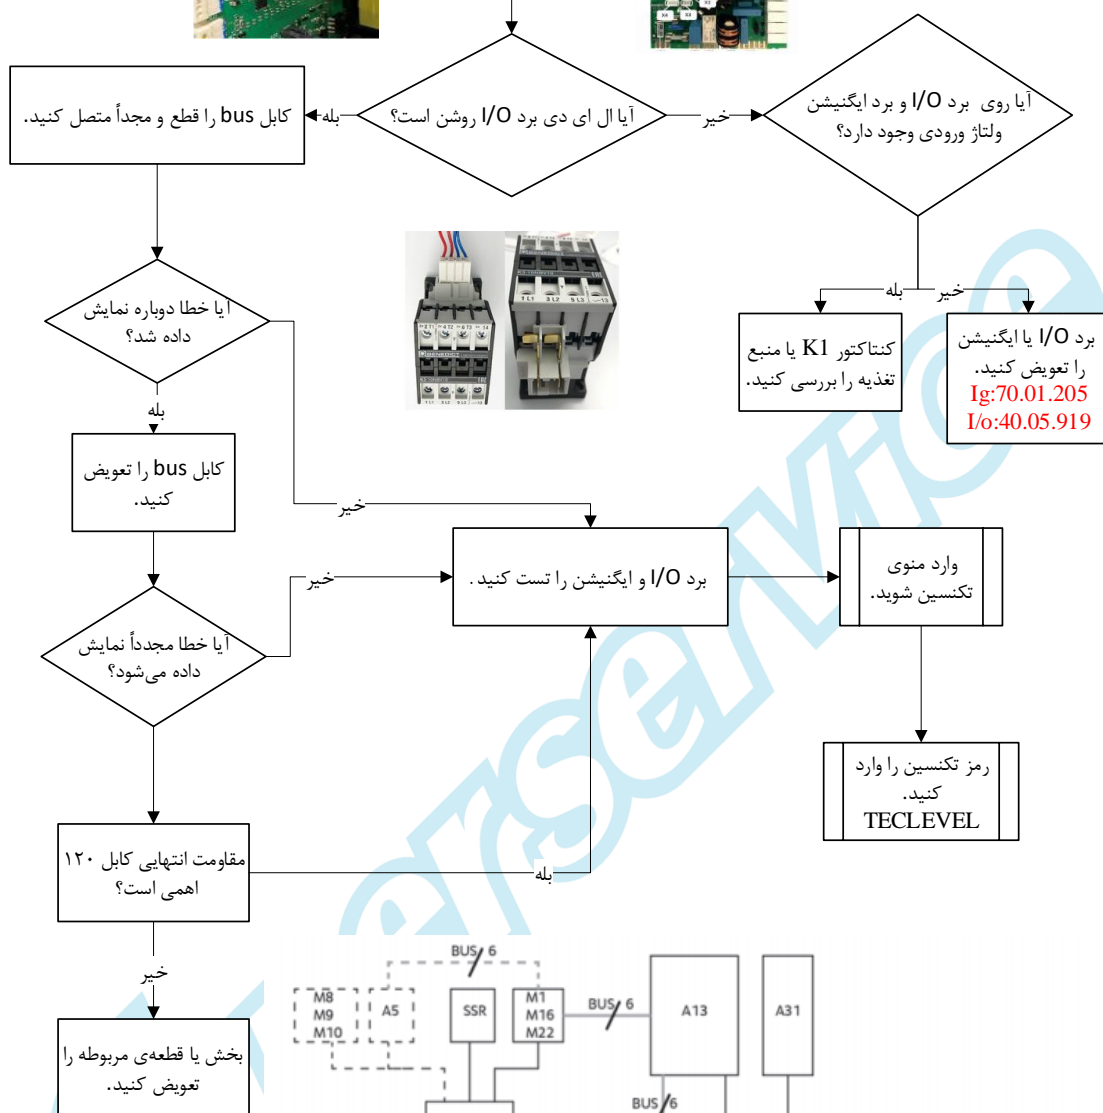 آیا ال ای دی برد I/O روشن است؟
بله
خیر
کابل bus را قطع و مجدداً متصل کنید.
آیا روی برد I/O و برد ایگنیشن
ولتاژ ورودی وجود دارد؟
بله
خیر
کنتاکتور K1 یا منبع
تغذیه را بررسی کنید.
برد I/O یا ایگنیشن
را تعویض کنید.
Ig:70.01.205
I/o:40.05.919
آیا خطا دوباره نمایش
داده شد؟
بله
خیر
کابل bus را تعویض
کنید.
برد I/O و ایگنیشن را تست کنید.
وارد منوی
تکنسین شوید.
خیر
آیا خطا مجدداً نمایش
داده می‌شود؟
رمز تکنسین را وارد
کنید.
TECLEVEL
مقاومت انتهایی کابل ۱۲۰
اهمی است؟
بله
خیر
بخش یا قطعه‌ی مربوطه را
تعویض کنید.
BUS 6
M8
M9
M10
A5
SSR
M1
M16
M22
BUS 6
A13
A31
BUS 6
erservice